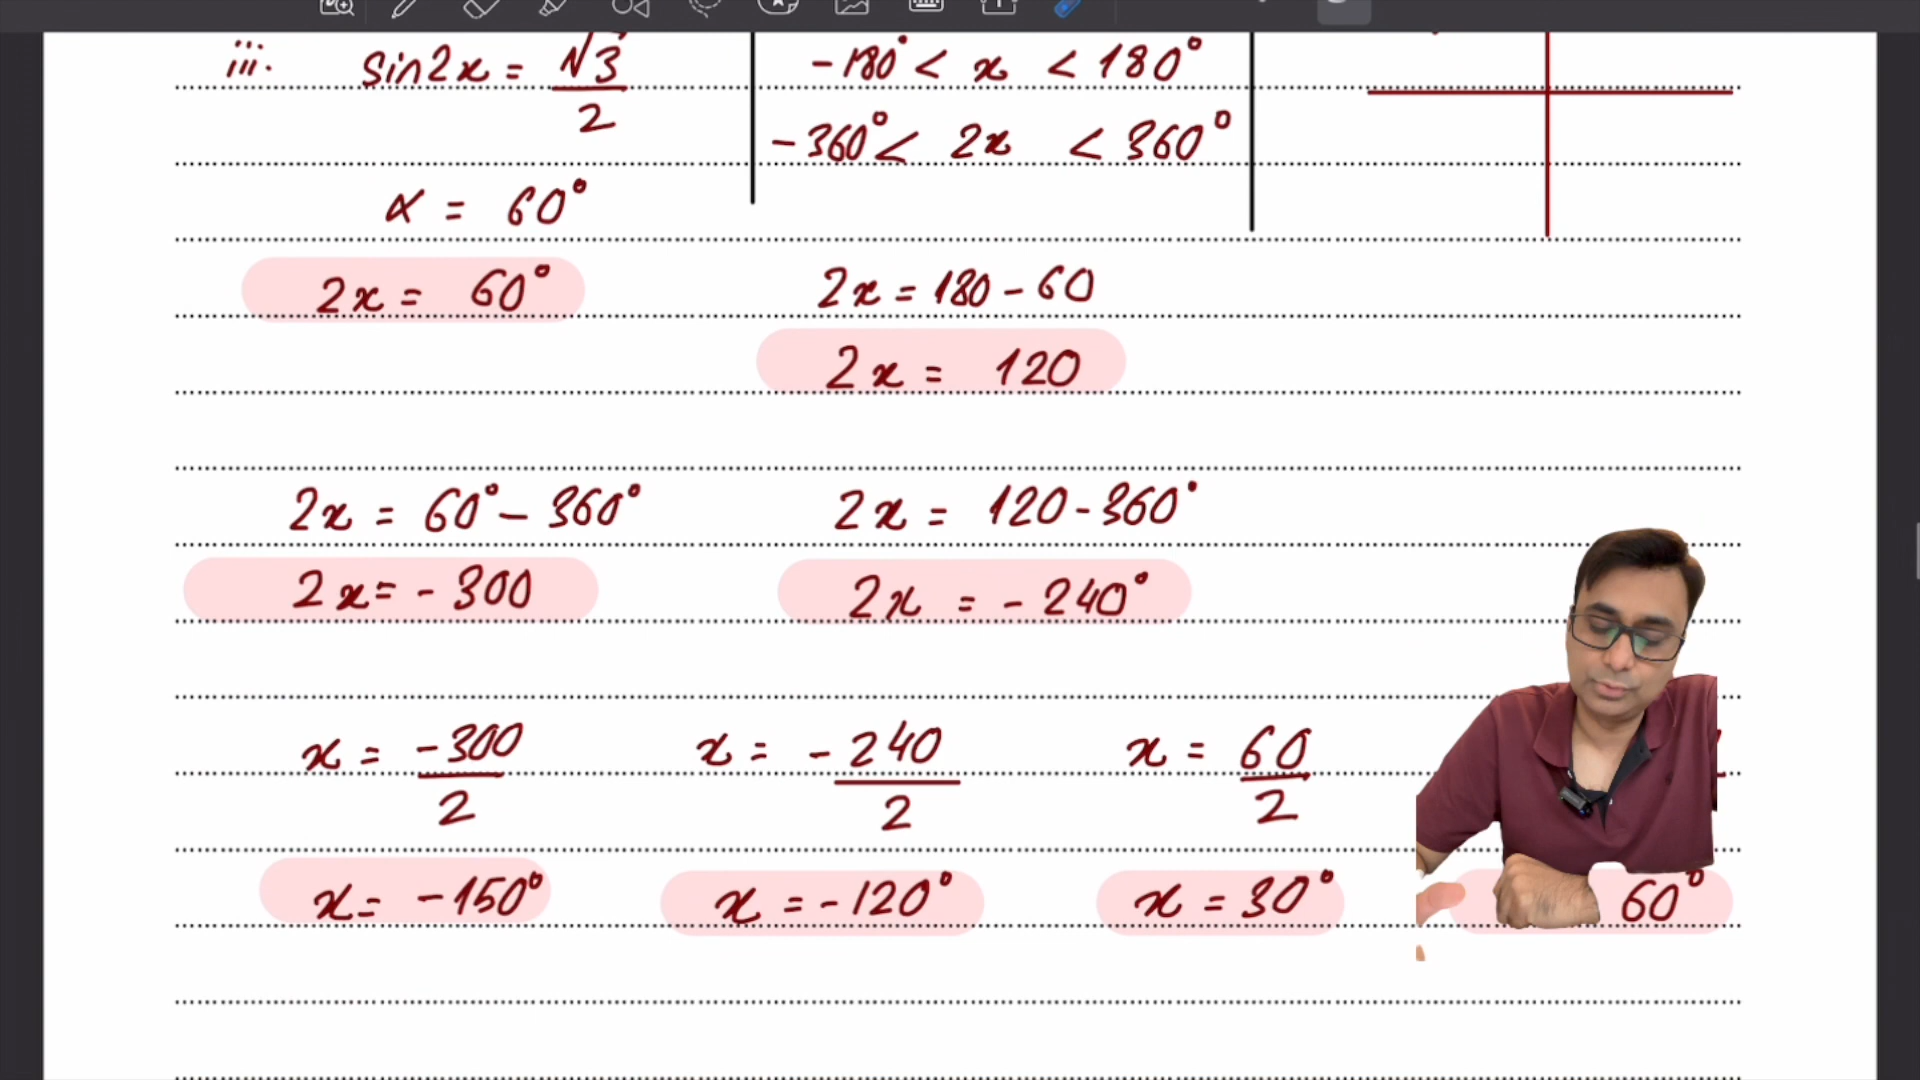 iii. sin2x = √3/2
-180° < x < 180°
-360° < 2x < 360°
α = 60°
2x = 60°
2x = 180 - 60
2x = 120
2x = 60° - 360°
2x = 120 - 360°
2x = - 300
2x = - 240°
x = -300/2
x = -240/2
x = 60/2
x = -150°
x = -120°
x = 30°
60°